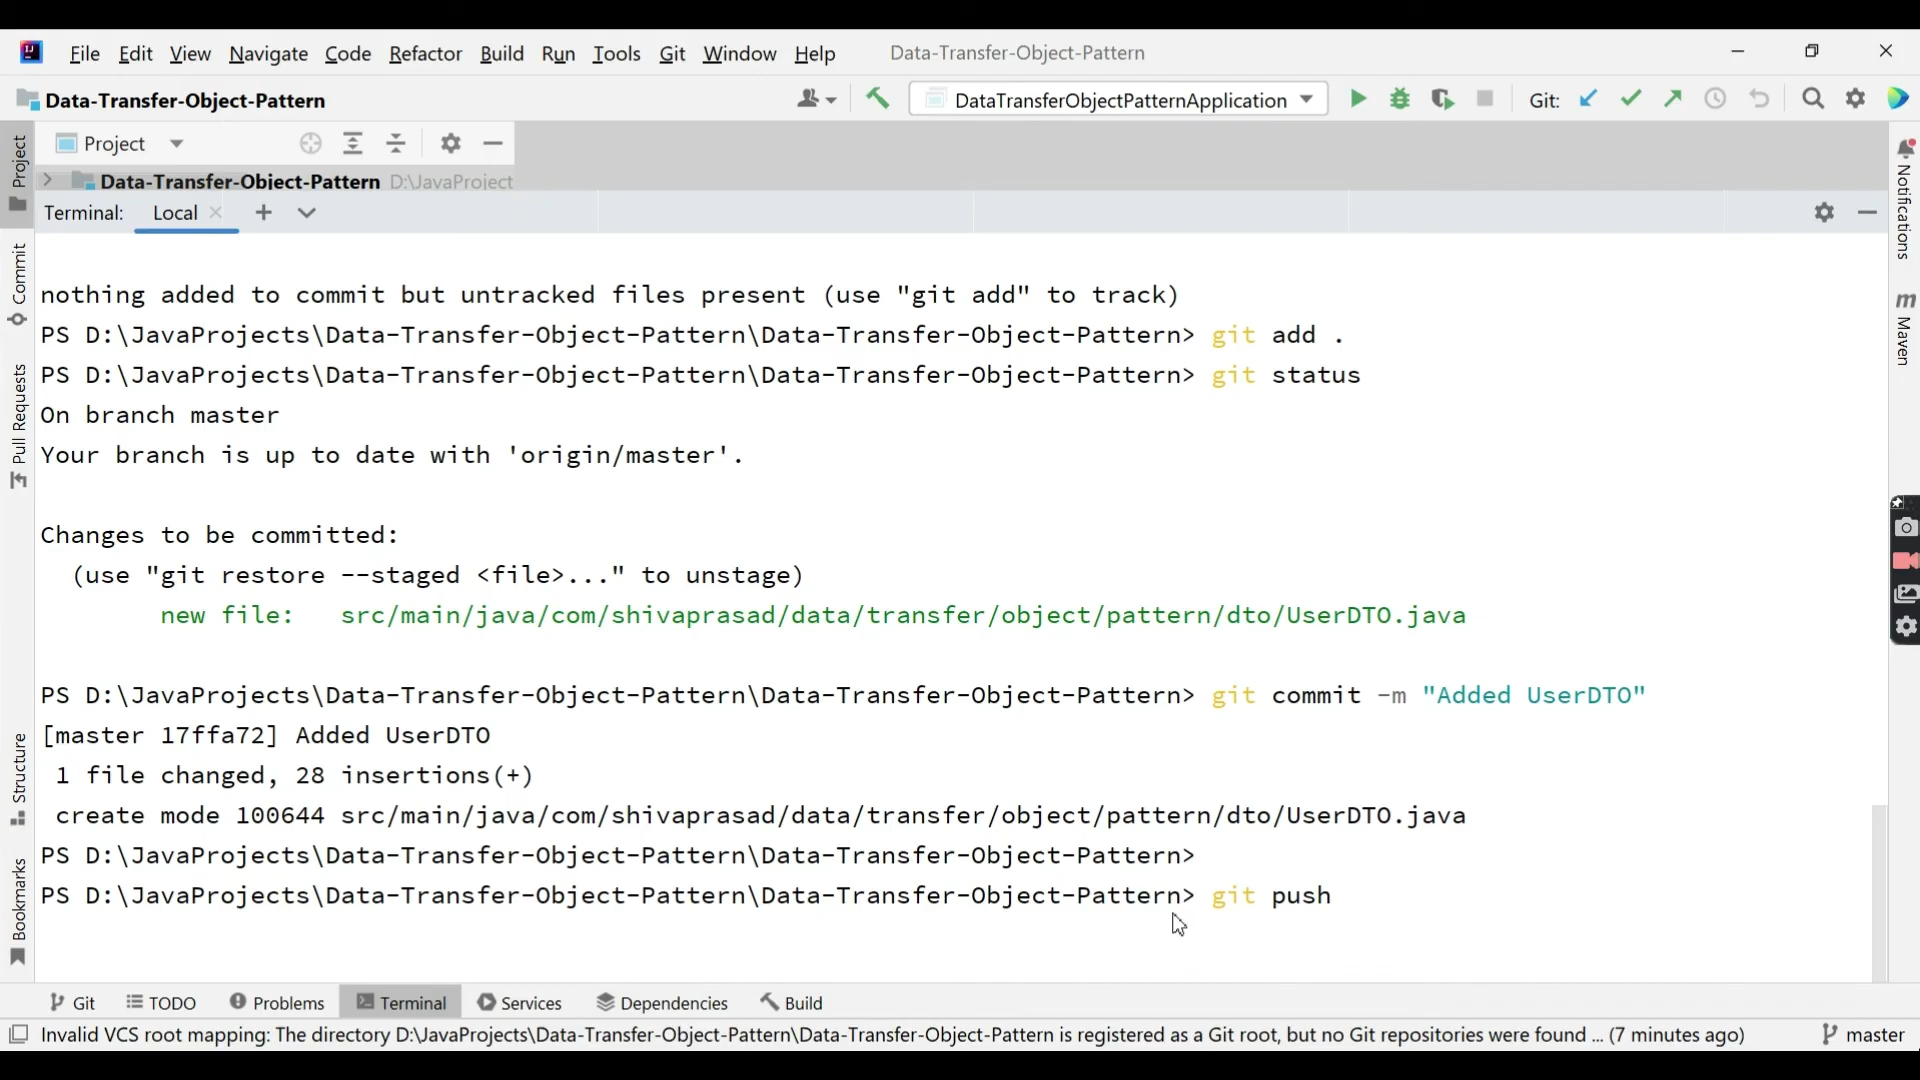 File Edit View Navigate Code Refactor Build Run Tools Git Window Help Data-Transfer-Object-Pattern
Data-Transfer-Object-Pattern DataTransferObjectPatternApplication Git:
Project
Data-Transfer-Object-Pattern D:\JavaProject
Terminal: Local
nothing added to commit but untracked files present (use "git add" to track)
PS D:\JavaProjects\Data-Transfer-Object-Pattern\Data-Transfer-Object-Pattern> git add .
PS D:\JavaProjects\Data-Transfer-Object-Pattern\Data-Transfer-Object-Pattern> git status
On branch master
Your branch is up to date with 'origin/master'.
Changes to be committed:
(use "git restore --staged <file>..." to unstage)
new file: src/main/java/com/shivaprasad/data/transfer/object/pattern/dto/UserDTO.java
PS D:\JavaProjects\Data-Transfer-Object-Pattern\Data-Transfer-Object-Pattern> git commit -m "Added UserDTO"
[master 17ffa72] Added UserDTO
1 file changed, 28 insertions(+)
create mode 100644 src/main/java/com/shivaprasad/data/transfer/object/pattern/dto/UserDTO.java
PS D:\JavaProjects\Data-Transfer-Object-Pattern\Data-Transfer-Object-Pattern>
PS D:\JavaProjects\Data-Transfer-Object-Pattern\Data-Transfer-Object-Pattern> git push
Project
Commit
Pull Requests
Structure
Bookmarks
Notifications
m Maven
Git TODO Problems Terminal Services Dependencies Build
Invalid VCS root mapping: The directory D:\JavaProjects\Data-Transfer-Object-Pattern\Data-Transfer-Object-Pattern is registered as a Git root, but no Git repositories were found ... (7 minutes ago) master